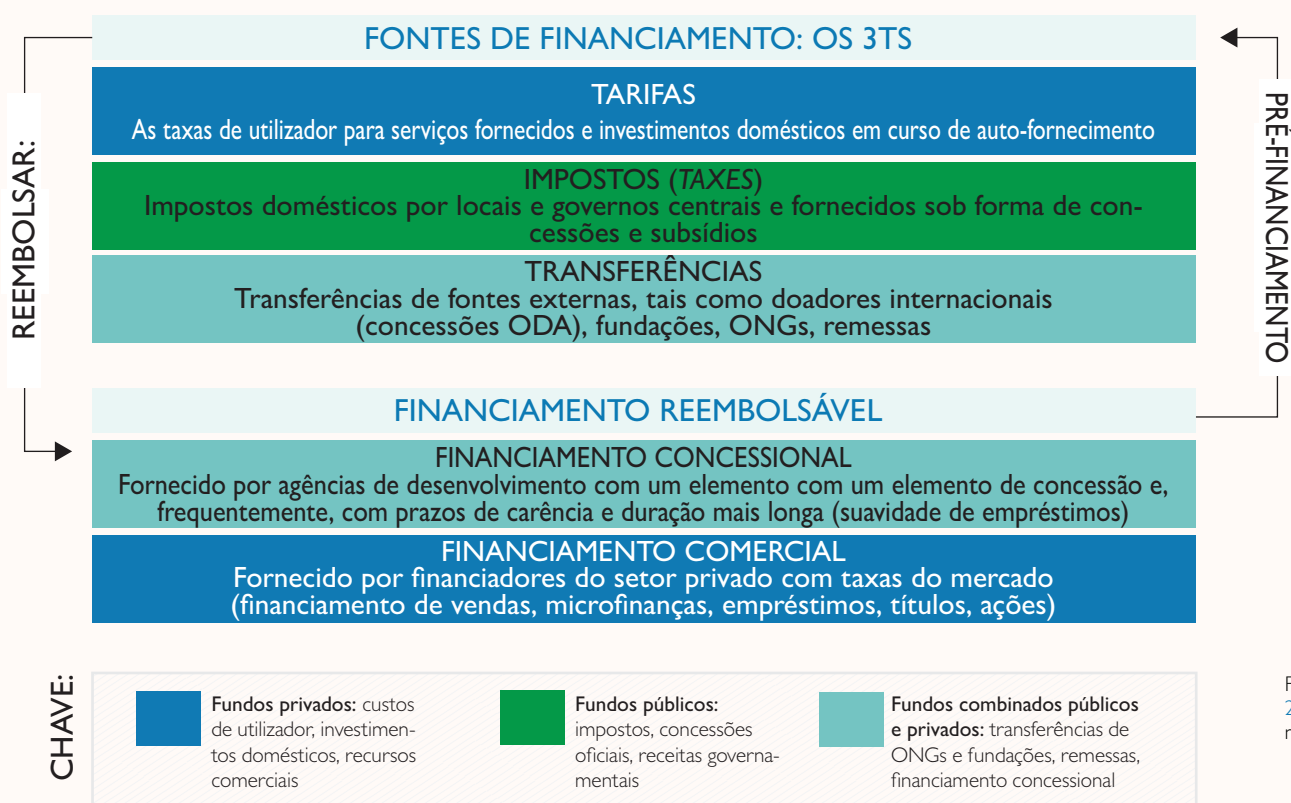 FONTES DE FINANCIAMENTO: OS 3TS
TARIFAS
As taxas de utilizador para serviços fornecidos e investimentos domésticos em curso de auto-fornecimento
IMPOSTOS (TAXES)
Impostos domésticos por locais e governos centrais e fornecidos sob forma de con-
cessões e subsídios
TRANSFERÊNCIAS
Transferências de fontes externas, tais como doadores internacionais
(concessões ODA), fundações, ONGs, remessas
REEMBOLSAR:
PRÉ-FINANCIAMENTO
FINANCIAMENTO REEMBOLSÁVEL
FINANCIAMENTO CONCESSIONAL
Fornecido por agências de desenvolvimento com um elemento com um elemento de concessão e,
frequentemente, com prazos de carência e duração mais longa (suavidade de empréstimos)
FINANCIAMENTO COMERCIAL
Fornecido por financiadores do setor privado com taxas do mercado
(financiamento de vendas, microfinanças, empréstimos, títulos, ações)
CHAVE:
Fundos privados: custos
de utilizador, investimen-
tos domésticos, recursos
comerciais
Fundos públicos:
impostos, concessões
oficiais, receitas governa-
mentais
Fundos combinados públicos
e privados: transferências de
ONGs e fundações, remessas,
financiamento concessional